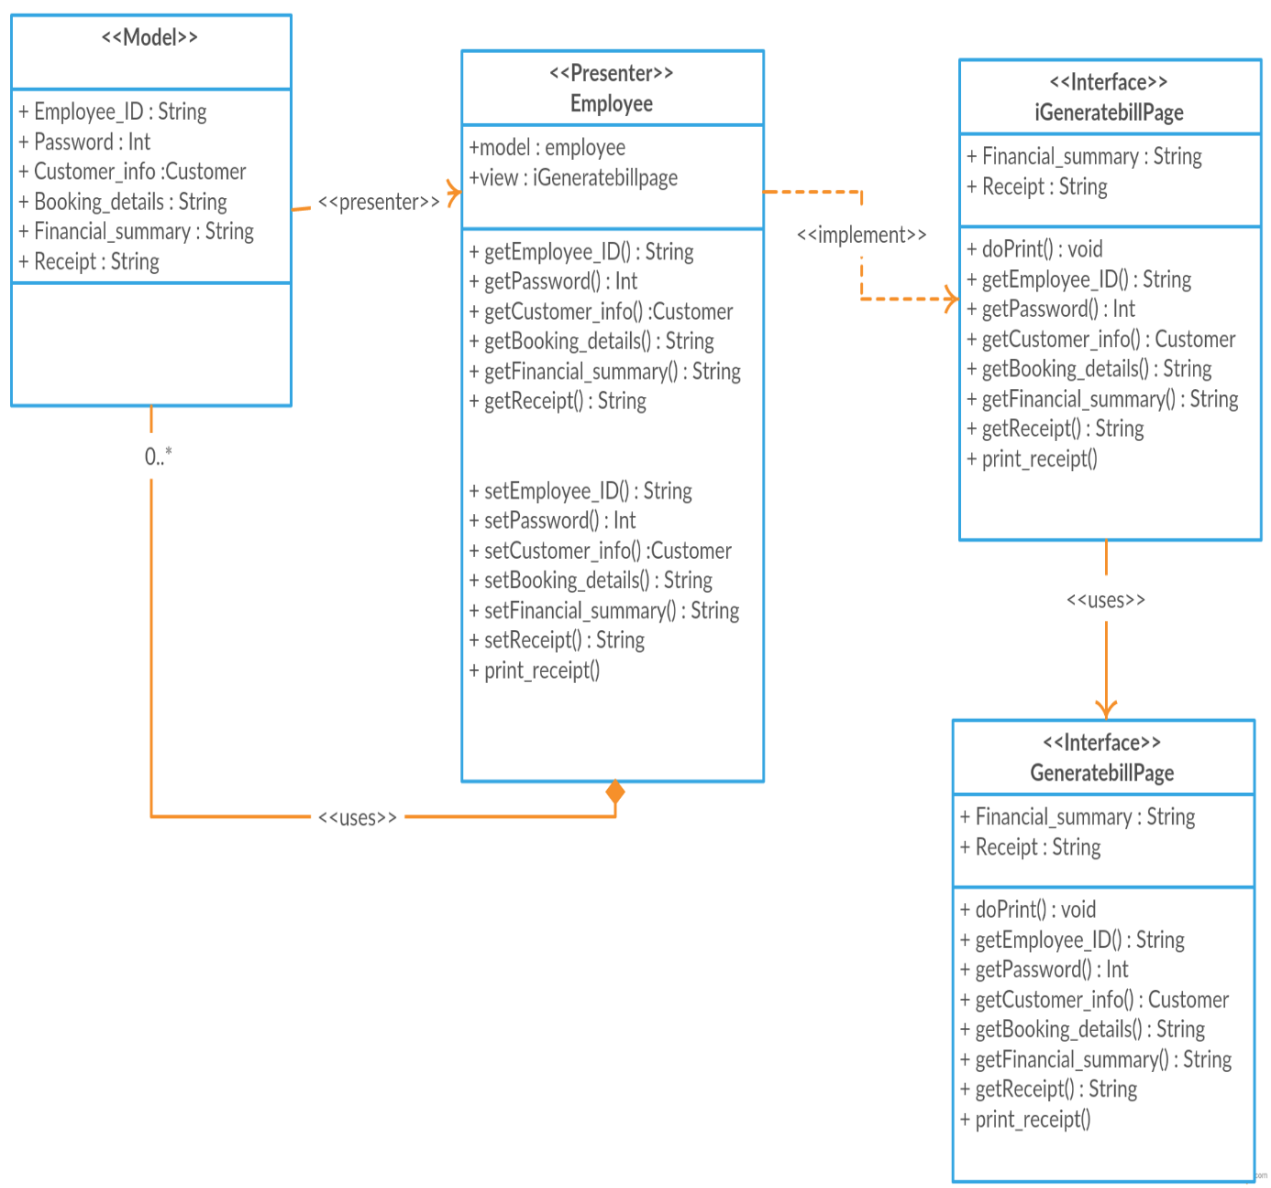 <<Model>>
+ Employee_ID : String
+ Password : Int
+ Customer_info :Customer
+ Booking_details : String
+ Financial_summary : String
+ Receipt : String
0..*
<<presenter>>
<<uses>>
<<Presenter>>
Employee
+model : employee
+view : iGeneratebillpage
+ getEmployee_ID() : String
+ getPassword() : Int
+ getCustomer_info() :Customer
+ getBooking_details() : String
+ getFinancial_summary() : String
+ getReceipt() : String
+ setEmployee_ID() : String
+ setPassword() : Int
+ setCustomer_info() :Customer
+ setBooking_details() : String
+ setFinancial_summary() : String
+ setReceipt() : String
+ print_receipt()
<<implement>>
<<Interface>>
iGeneratebillPage
+ Financial_summary : String
+ Receipt : String
+ doPrint() : void
+ getEmployee_ID() : String
+ getPassword() : Int
+ getCustomer_info() : Customer
+ getBooking_details() : String
+ getFinancial_summary() : String
+ getReceipt() : String
+ print_receipt()
<<uses>>
<<Interface>>
GeneratebillPage
+ Financial_summary : String
+ Receipt : String
+ doPrint() : void
+ getEmployee_ID() : String
+ getPassword() : Int
+ getCustomer_info() : Customer
+ getBooking_details() : String
+ getFinancial_summary() : String
+ getReceipt() : String
+ print_receipt()